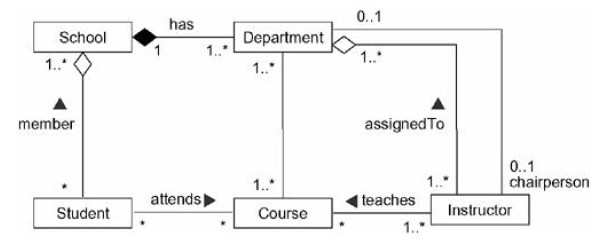 0..1
has
School
Department
1
1..*
1..*
1..*
1..*
member
assignedTo
0..1
chairperson
*
1..*
1..*
attends
teaches
Student
Course
Instructor
*
*
*
1..*